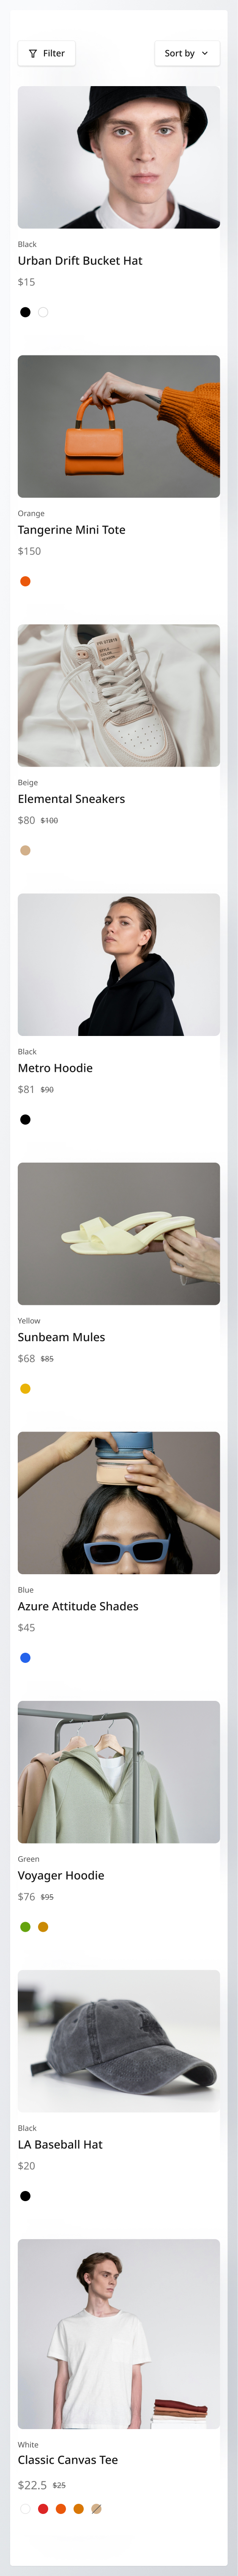 Filter
Sort by
Black
Urban Drift Bucket Hat
$15
Orange
Tangerine Mini Tote
$150
Beige
Elemental Sneakers
$80 $100
Black
Metro Hoodie
$81 $90
Yellow
Sunbeam Mules
$68 $85
Blue
Azure Attitude Shades
$45
Green
Voyager Hoodie
$76 $95
Black
LA Baseball Hat
$20
White
Classic Canvas Tee
$22.5 $25